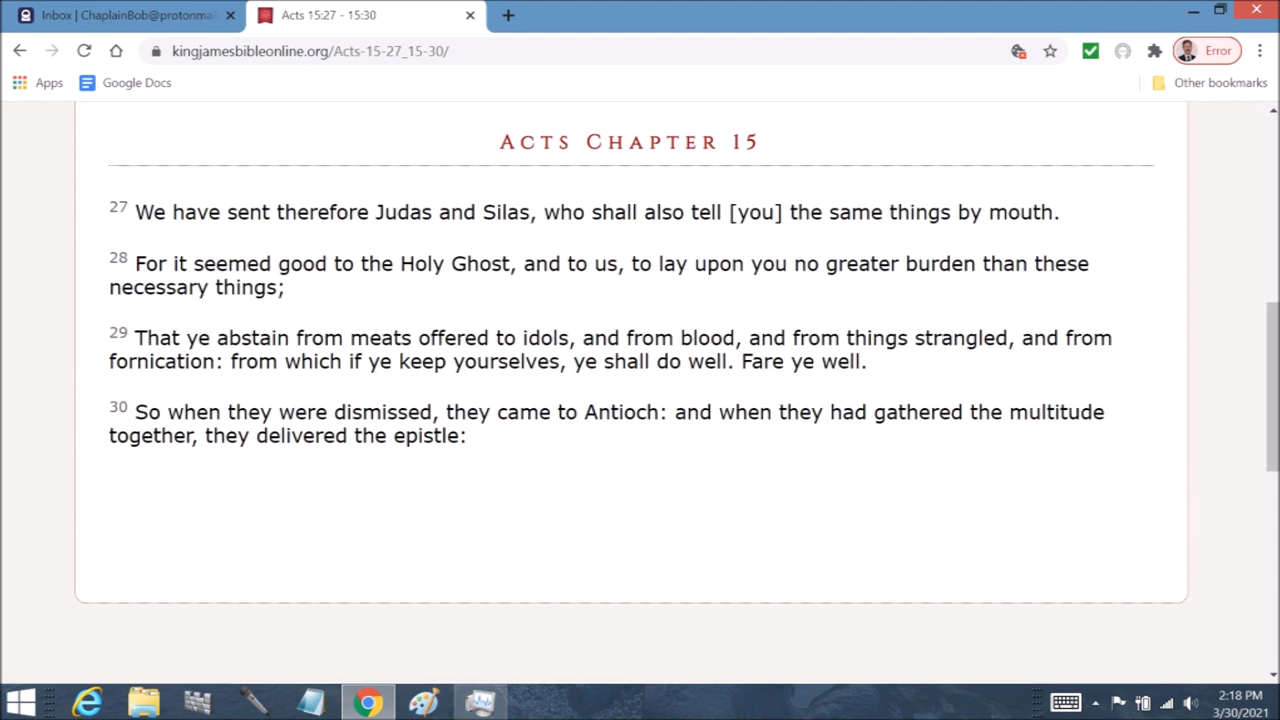 Inbox | ChaplainBob@protonmai
Acts 15:27 - 15:30
kingjamesbibleonline.org/Acts-15-27_15-30/
Error
Apps
Google Docs
Other bookmarks
Acts Chapter 15
27 We have sent therefore Judas and Silas, who shall also tell [you] the same things by mouth.
28 For it seemed good to the Holy Ghost, and to us, to lay upon you no greater burden than these
necessary things;
29 That ye abstain from meats offered to idols, and from blood, and from things strangled, and from
fornication: from which if ye keep yourselves, ye shall do well. Fare ye well.
30 So when they were dismissed, they came to Antioch: and when they had gathered the multitude
together, they delivered the epistle:
2:18 PM
3/30/2021